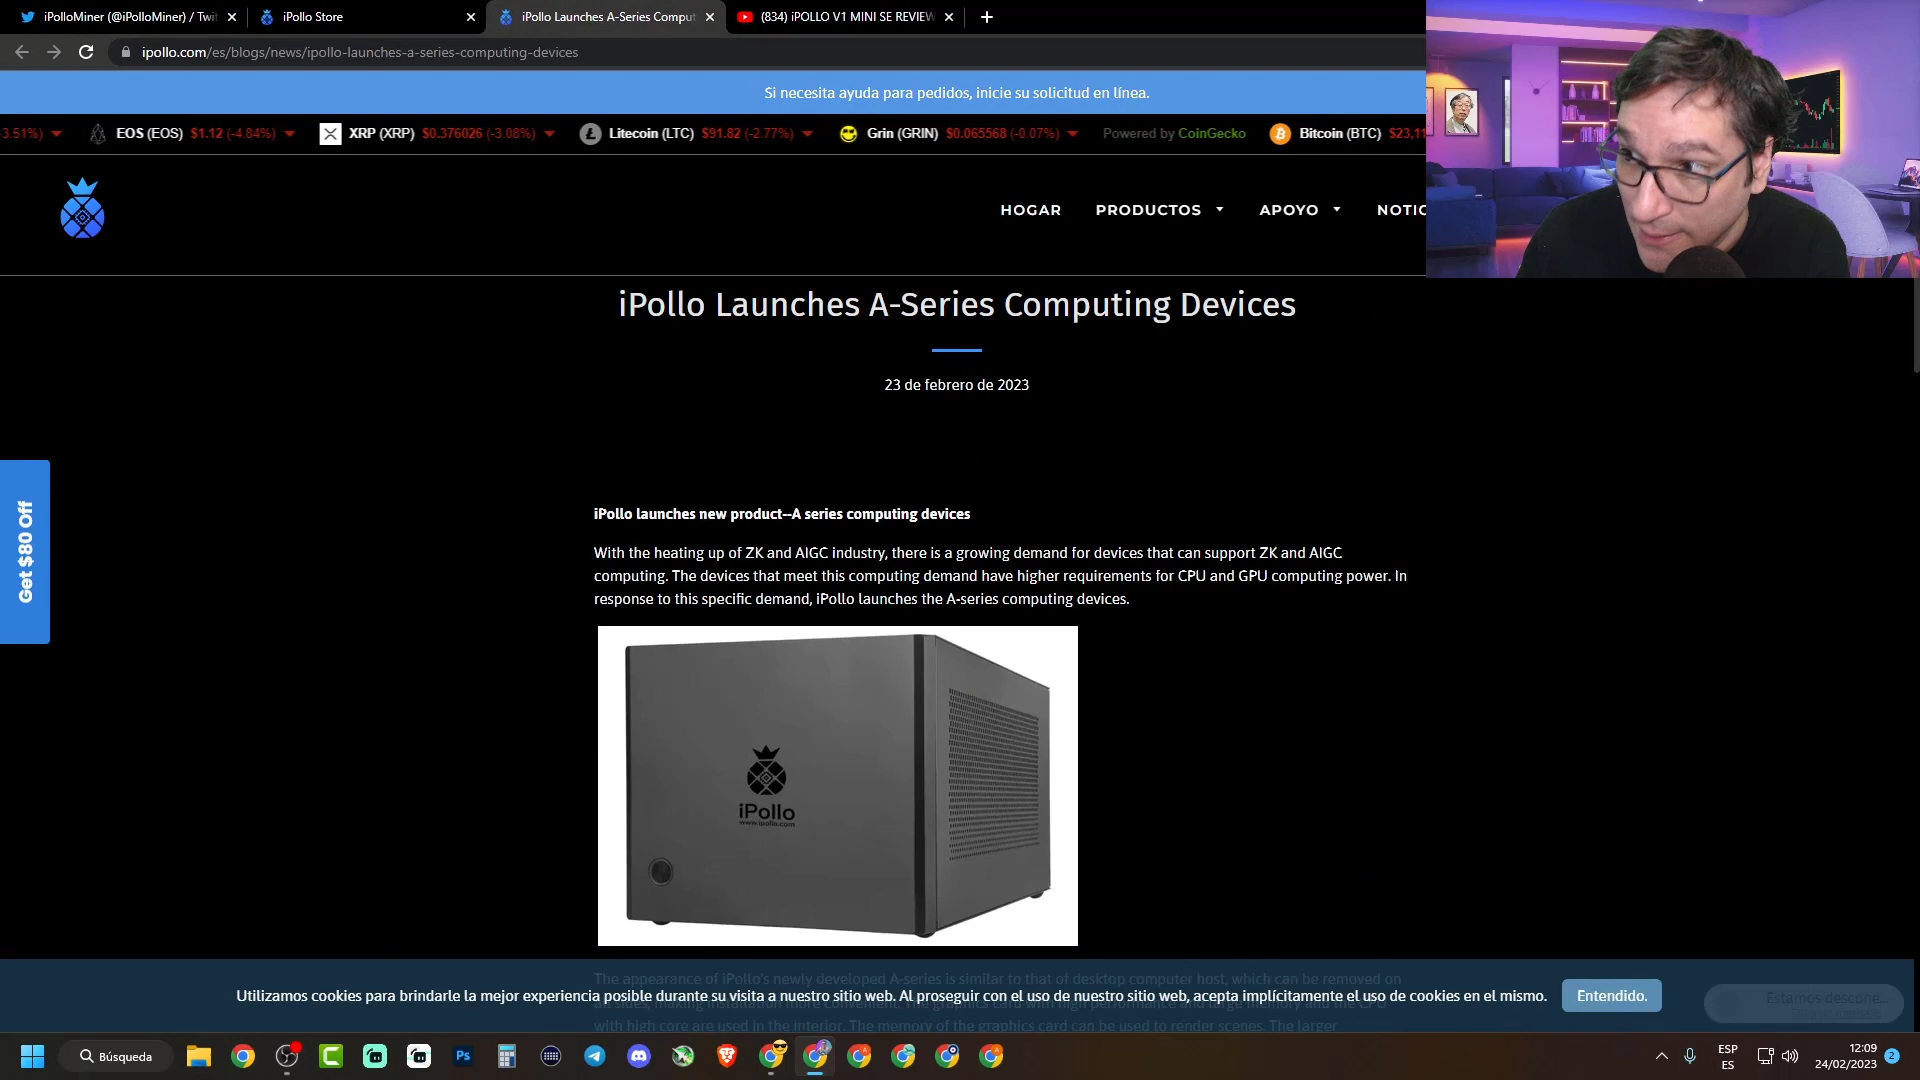 iPolloMiner (@iPolloMiner) / Twit
iPollo Store
iPollo Launches A-Series Comput
(834) iPOLLO V1 MINI SE REVIEW
ipollo.com/es/blogs/news/ipollo-launches-a-series-computing-devices
Si necesita ayuda para pedidos, inicie su solicitud en línea.
3.51%) EOS (EOS) $1.12 (-4.84%) XRP (XRP) $0.376026 (-3.08%) Litecoin (LTC) $91.82 (-2.77%) Grin (GRIN) $0.065568 (-0.07%) Powered by CoinGecko Bitcoin (BTC) $23,11
HOGAR PRODUCTOS APOYO NOTIC
iPollo Launches A-Series Computing Devices
23 de febrero de 2023
Get $80 Off
iPollo launches new product--A series computing devices
With the heating up of ZK and AIGC industry, there is a growing demand for devices that can support ZK and AIGC
computing. The devices that meet this computing demand have higher requirements for CPU and GPU computing power. In
response to this specific demand, iPollo launches the A-series computing devices.
iPollo
www.ipollo.com
The appearance of iPollo's newly developed A-series is similar to that of desktop computer host, which can be removed on
Utilizamos cookies para brindarle la mejor experiencia posible durante su visita a nuestro sitio web. Al proseguir con el uso de nuestro sitio web, acepta implícitamente el uso de cookies en el mismo.
Entendido.
Estamos descone...
with high core are used in the interior. The memory of the graphics card can be used to render scenes. The larger
Búsqueda
Ps
ESP
ES
12:09
24/02/2023
2